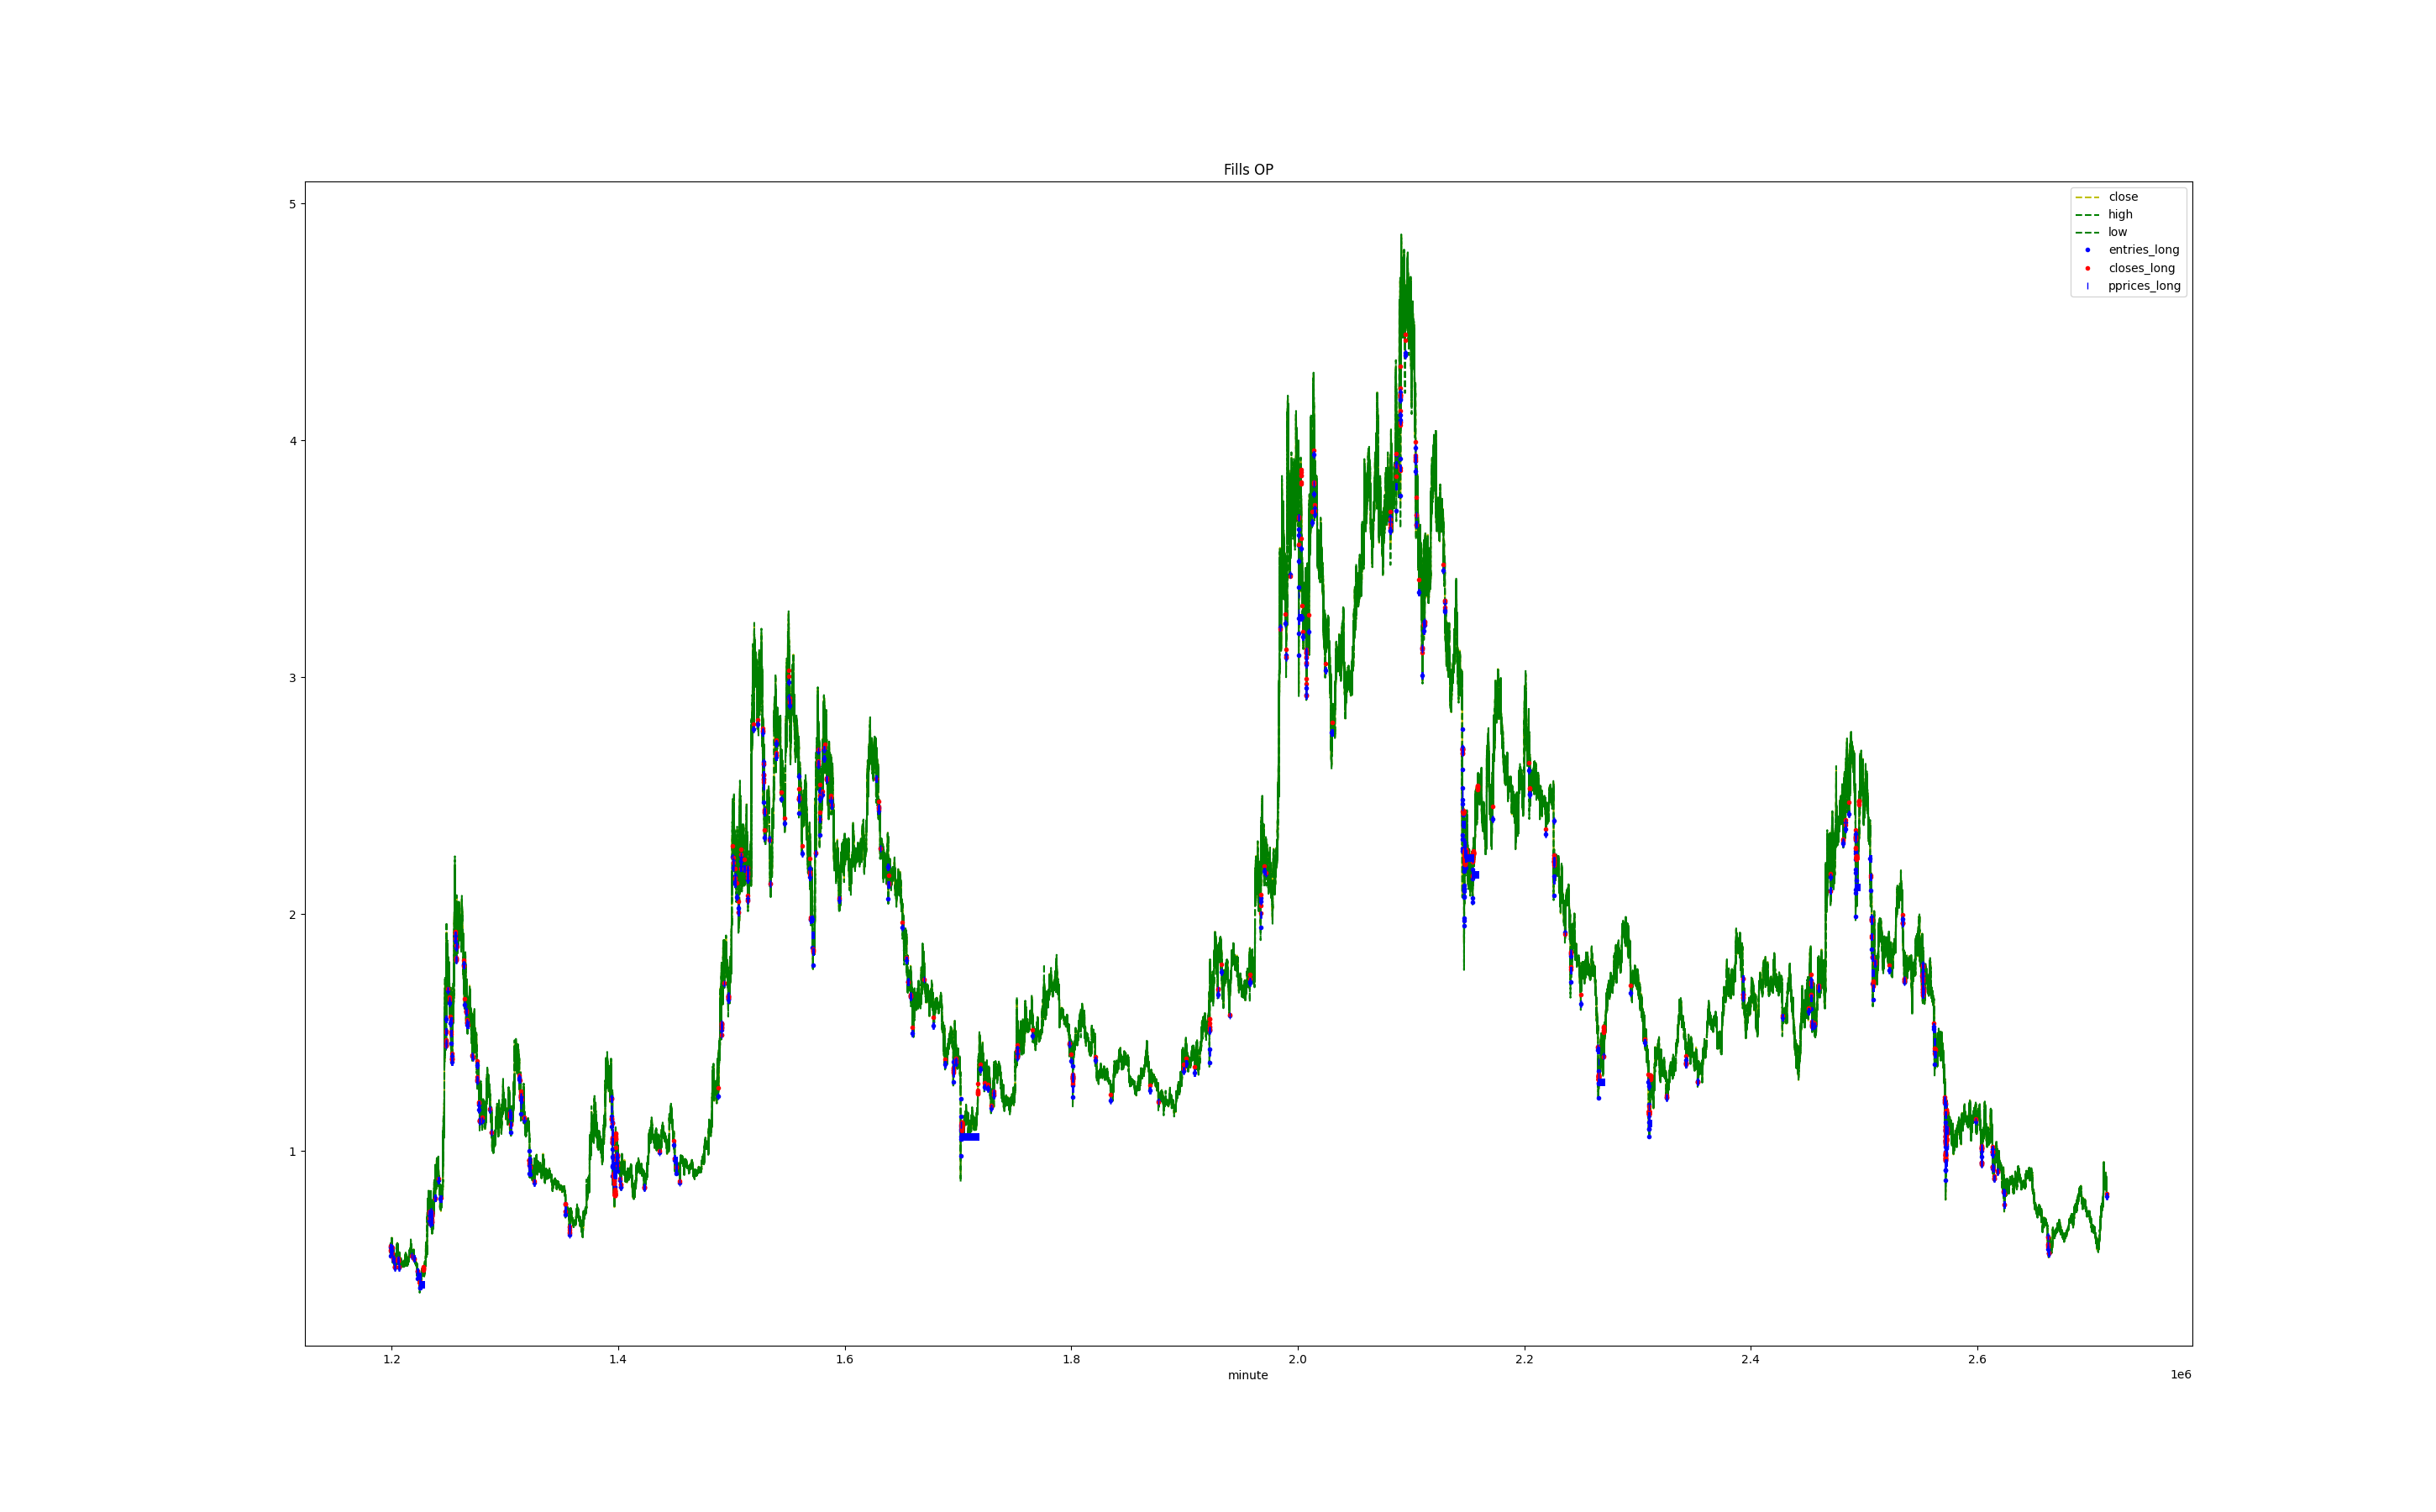 Fills OP
close
high
low
entries_long
closes_long
pprices_long
5
4
3
2
1
1.2 1.4 1.6 1.8 2.0 2.2 2.4 2.6
minute
1e6